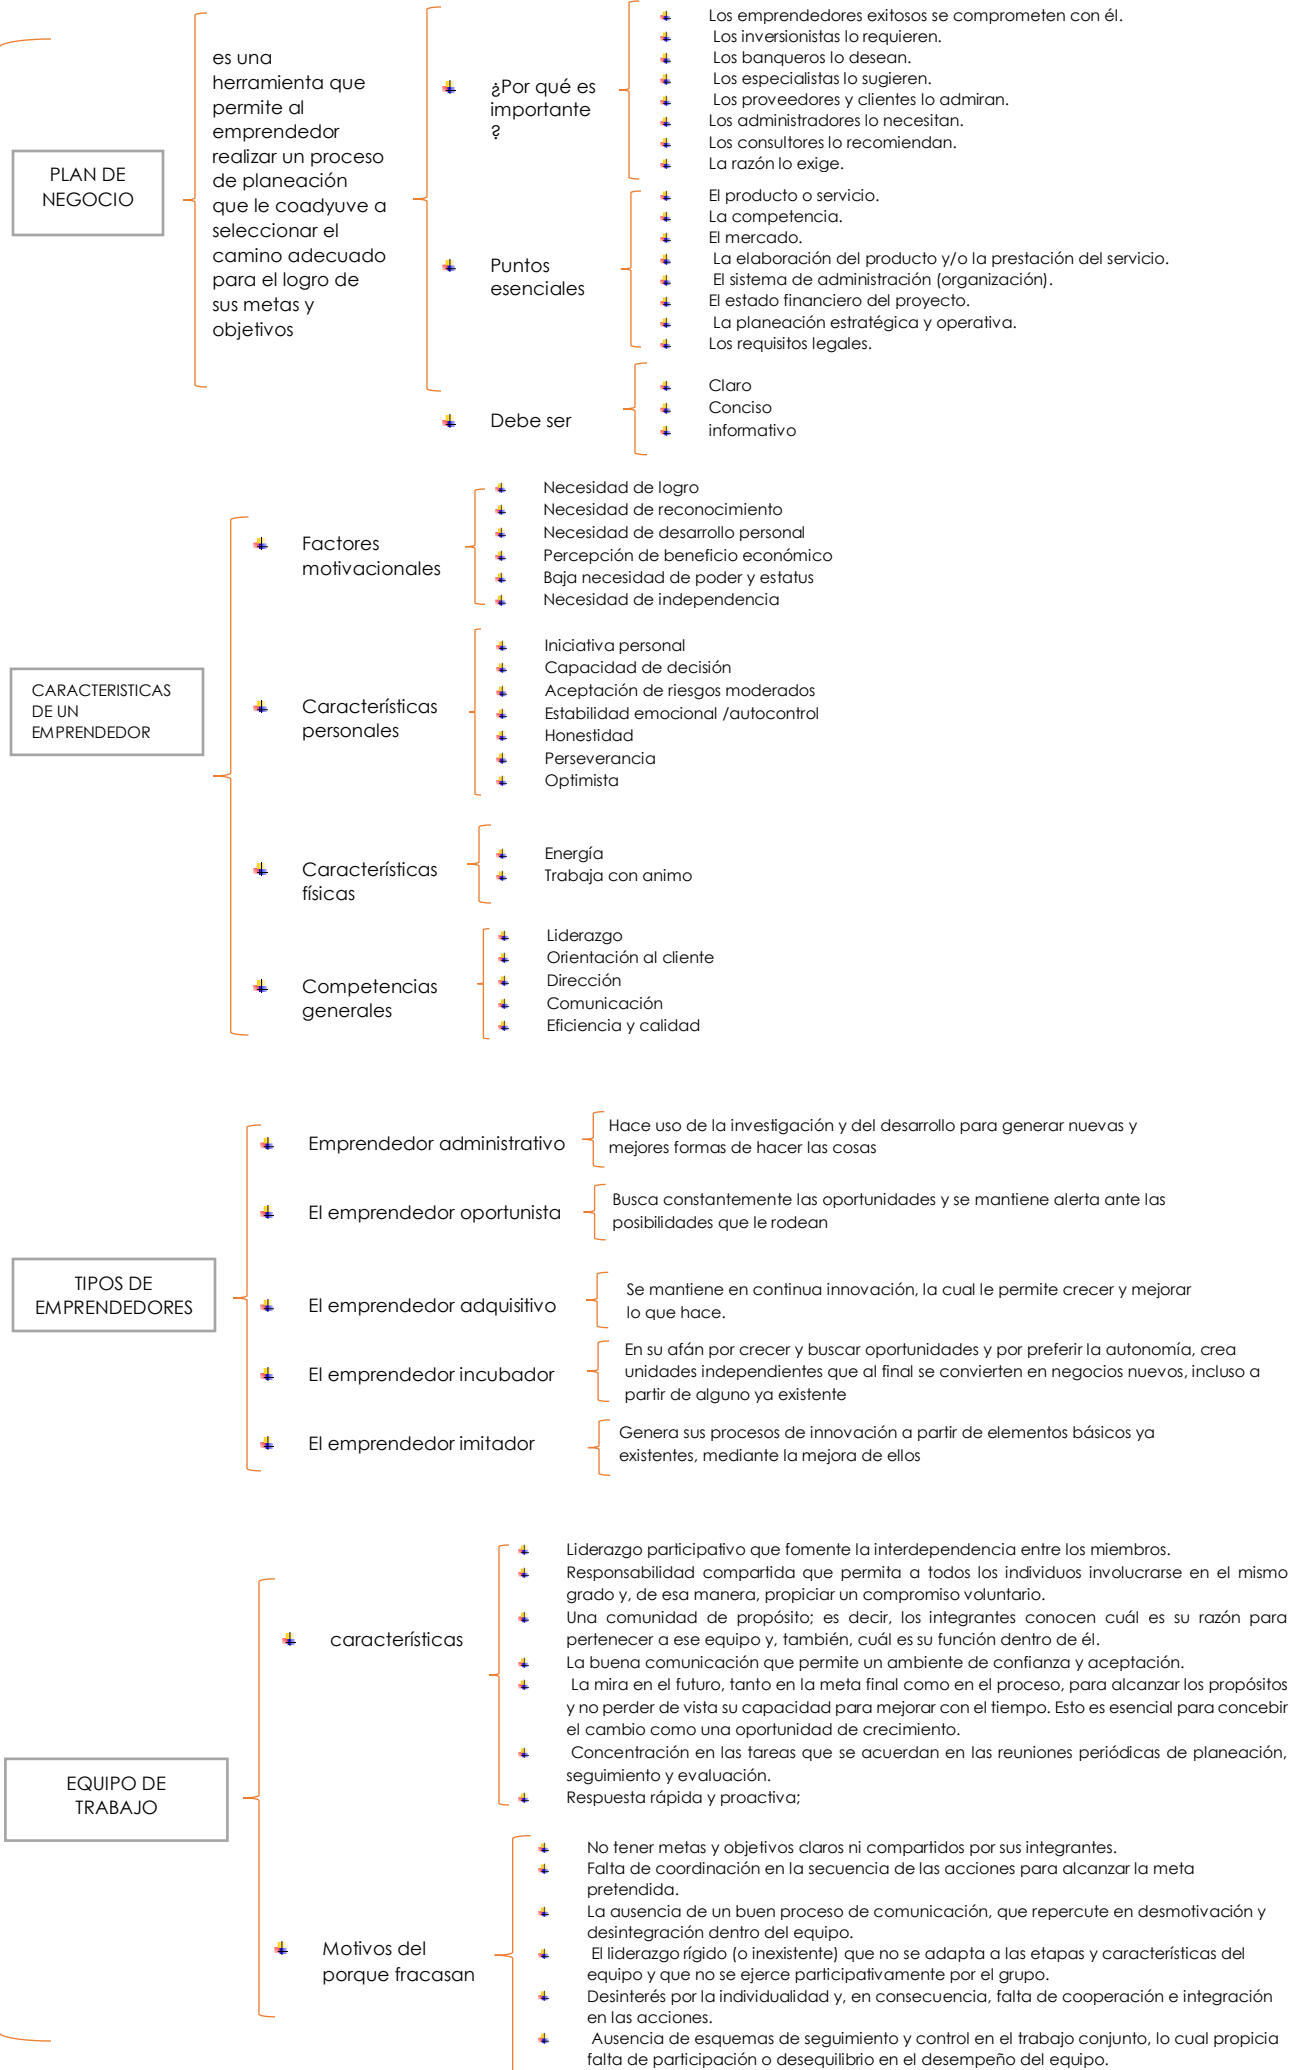 PLAN DE
NEGOCIO
es una
herramienta que
permite al
emprendedor
realizar un proceso
de planeación
que le coadyuve a
seleccionar el
camino adecuado
para el logro de
sus metas y
objetivos
¿Por qué es
importante
?
Los emprendedores exitosos se comprometen con él.
Los inversionistas lo requieren.
Los banqueros lo desean.
Los especialistas lo sugieren.
Los proveedores y clientes lo admiran.
Los administradores lo necesitan.
Los consultores lo recomiendan.
La razón lo exige.
Puntos
esenciales
El producto o servicio.
La competencia.
El mercado.
La elaboración del producto y/o la prestación del servicio.
El sistema de administración (organización).
El estado financiero del proyecto.
La planeación estratégica y operativa.
Los requisitos legales.
Debe ser
Claro
Conciso
informativo
CARACTERISTICAS
DE UN
EMPRENDEDOR
Factores
motivacionales
Necesidad de logro
Necesidad de reconocimiento
Necesidad de desarrollo personal
Percepción de beneficio económico
Baja necesidad de poder y estatus
Necesidad de independencia
Características
personales
Iniciativa personal
Capacidad de decisión
Aceptación de riesgos moderados
Estabilidad emocional /autocontrol
Honestidad
Perseverancia
Optimista
Características
físicas
Energía
Trabaja con animo
Competencias
generales
Liderazgo
Orientación al cliente
Dirección
Comunicación
Eficiencia y calidad
TIPOS DE
EMPRENDEDORES
Emprendedor administrativo
Hace uso de la investigación y del desarrollo para generar nuevas y
mejores formas de hacer las cosas
El emprendedor oportunista
Busca constantemente las oportunidades y se mantiene alerta ante las
posibilidades que le rodean
El emprendedor adquisitivo
Se mantiene en continua innovación, la cual le permite crecer y mejorar
lo que hace.
El emprendedor incubador
En su afán por crecer y buscar oportunidades y por preferir la autonomía, crea
unidades independientes que al final se convierten en negocios nuevos, incluso a
partir de alguno ya existente
El emprendedor imitador
Genera sus procesos de innovación a partir de elementos básicos ya
existentes, mediante la mejora de ellos
EQUIPO DE
TRABAJO
características
Liderazgo participativo que fomente la interdependencia entre los miembros.
Responsabilidad compartida que permita a todos los individuos involucrarse en el mismo
grado y, de esa manera, propiciar un compromiso voluntario.
Una comunidad de propósito; es decir, los integrantes conocen cuál es su razón para
pertenecer a ese equipo y, también, cuál es su función dentro de él.
La buena comunicación que permite un ambiente de confianza y aceptación.
La mira en el futuro, tanto en la meta final como en el proceso, para alcanzar los propósitos
y no perder de vista su capacidad para mejorar con el tiempo. Esto es esencial para concebir
el cambio como una oportunidad de crecimiento.
Concentración en las tareas que se acuerdan en las reuniones periódicas de planeación,
seguimiento y evaluación.
Respuesta rápida y proactiva;
Motivos del
porque fracasan
No tener metas y objetivos claros ni compartidos por sus integrantes.
Falta de coordinación en la secuencia de las acciones para alcanzar la meta
pretendida.
La ausencia de un buen proceso de comunicación, que repercute en desmotivación y
desintegración dentro del equipo.
El liderazgo rígido (o inexistente) que no se adapta a las etapas y características del
equipo y que no se ejerce participativamente por el grupo.
Desinterés por la individualidad y, en consecuencia, falta de cooperación e integración
en las acciones.
Ausencia de esquemas de seguimiento y control en el trabajo conjunto, lo cual propicia
falta de participación o desequilibrio en el desempeño del equipo.